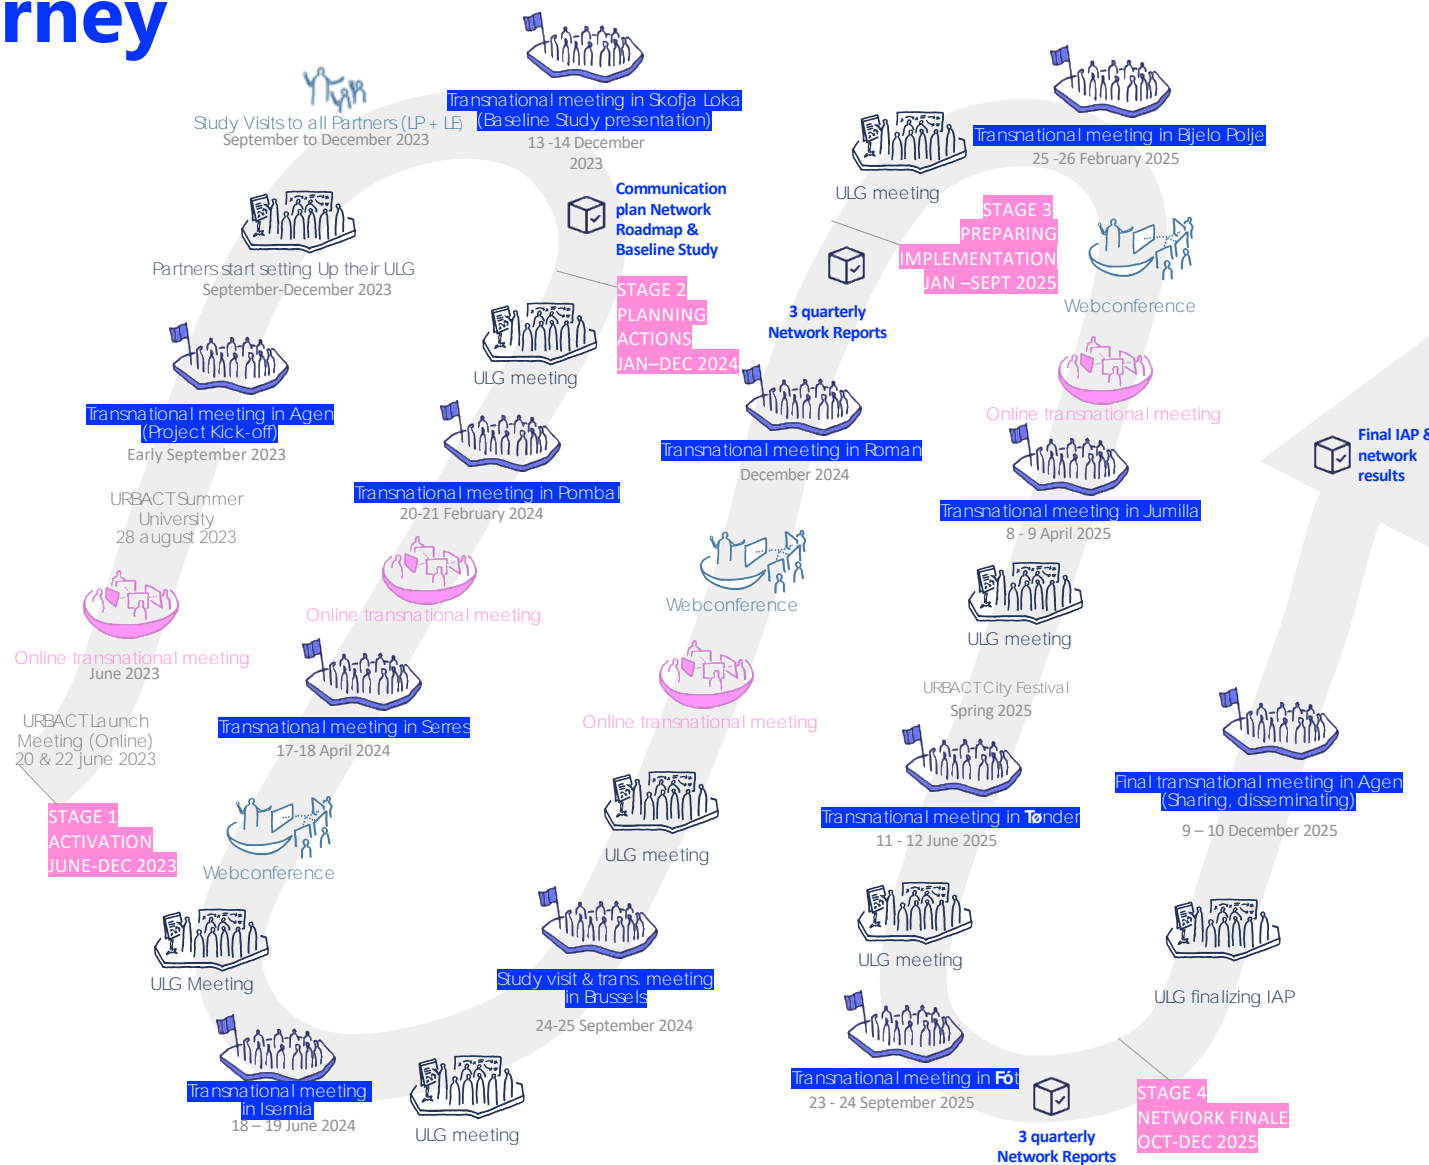 rney
Study Visits to all Partners (LP + LE)
September to December 2023
Transnational meeting in Skofja Loka
(Baseline Study presentation)
13 -14 December
2023
Communication
plan Network
Roadmap &
Baseline Study
Partners start setting Up their ULG
September-December 2023
STAGE 2
PLANNING
ACTIONS
JAN–DEC 2024
ULG meeting
Transnational meeting in Agen
(Project Kick-off)
Early September 2023
Transnational meeting in Pombal
20-21 February 2024
URBACT Summer
University
28 august 2023
Online transnational meeting
Online transnational meeting
June 2023
Transnational meeting in Serres
17-18 April 2024
URBACT Launch
Meeting (Online)
20 & 22 june 2023
STAGE 1
ACTIVATION
JUNE-DEC 2023
Webconference
ULG Meeting
Transnational meeting
in Isernia
18 – 19 June 2024
ULG meeting
Study visit & trans. meeting
in Brussels
24-25 September 2024
ULG meeting
Online transnational meeting
Webconference
Transnational meeting in Roman
December 2024
3 quarterly
Network Reports
ULG meeting
STAGE 3
PREPARING
IMPLEMENTATION
JAN –SEPT 2025
Transnational meeting in Bijelo Polje
25 -26 February 2025
Webconference
Online transnational meeting
Transnational meeting in Jumilla
8 - 9 April 2025
ULG meeting
URBACT City Festival
Spring 2025
Transnational meeting in Tønder
11 - 12 June 2025
ULG meeting
Transnational meeting in Fót
23 - 24 September 2025
3 quarterly
Network Reports
STAGE 4
NETWORK FINALE
OCT-DEC 2025
ULG finalizing IAP
Final transnational meeting in Agen
(Sharing, disseminating)
9 – 10 December 2025
Final IAP &
network
results